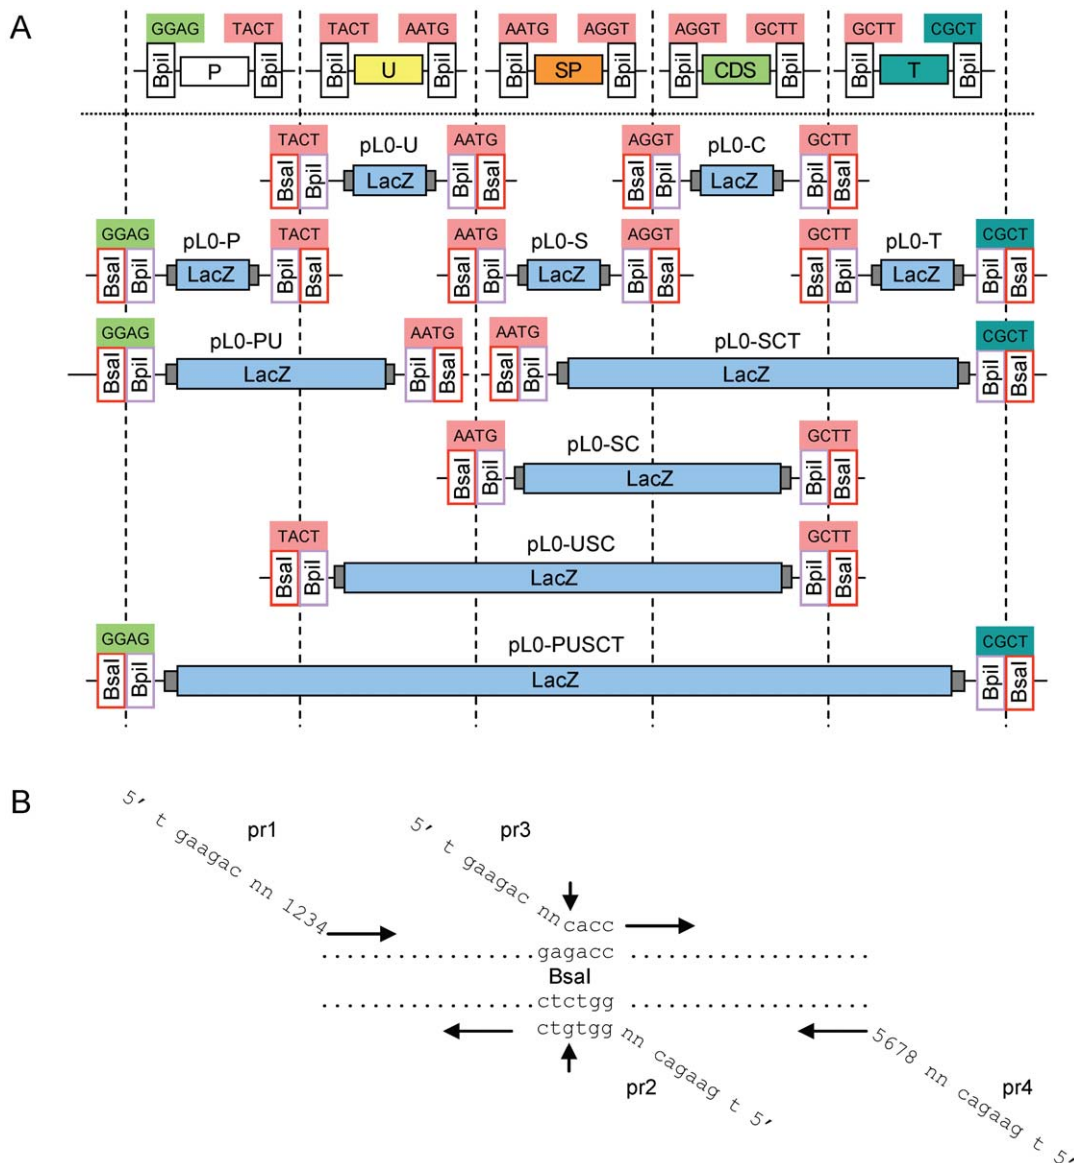 A
GGAG TACT TACT AATG AATG AGGT AGGT GCTT GCTT CGCT
BpiI P BpiI BpiI U BpiI BpiI SP BpiI BpiI CDS BpiI BpiI T BpiI
TACT pL0-U AATG AGGT pL0-C GCTT
BsaI BpiI LacZ BpiI BsaI BsaI BpiI LacZ BpiI BsaI
GGAG pL0-P TACT AATG pL0-S AGGT GCTT pL0-T CGCT
BsaI BpiI LacZ BpiI BsaI BsaI BpiI LacZ BpiI BsaI BsaI BpiI LacZ BpiI BsaI
GGAG pL0-PU AATG AATG pL0-SCT CGCT
BsaI BpiI LacZ BpiI BsaI BsaI BpiI LacZ BpiI BsaI
AATG pL0-SC GCTT
BsaI BpiI LacZ BpiI BsaI
TACT pL0-USC GCTT
BsaI BpiI LacZ BpiI BsaI
GGAG pL0-PUSCT CGCT
BsaI BpiI LacZ BpiI BsaI
B
5′ t gaagac nn 1234
pr1
5′ t gaagac nn cacc
pr3
gagacc
BsaI
ctctgg
ctgtgg nn cagaag t 5′
pr2
5678 nn cagaag t 5′
pr4